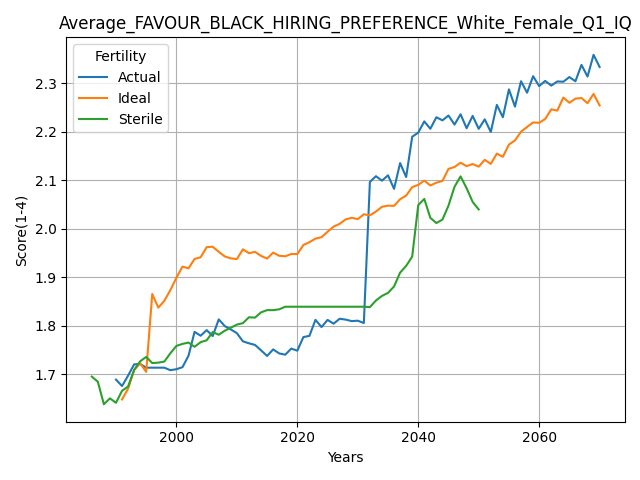 Average_FAVOUR_BLACK_HIRING_PREFERENCE_White_Female_Q1_IQ
Fertility
Actual
Ideal
Sterile
Score(1-4)
2.3
2.2
2.1
2.0
1.9
1.8
1.7
2000 2020 2040 2060
Years